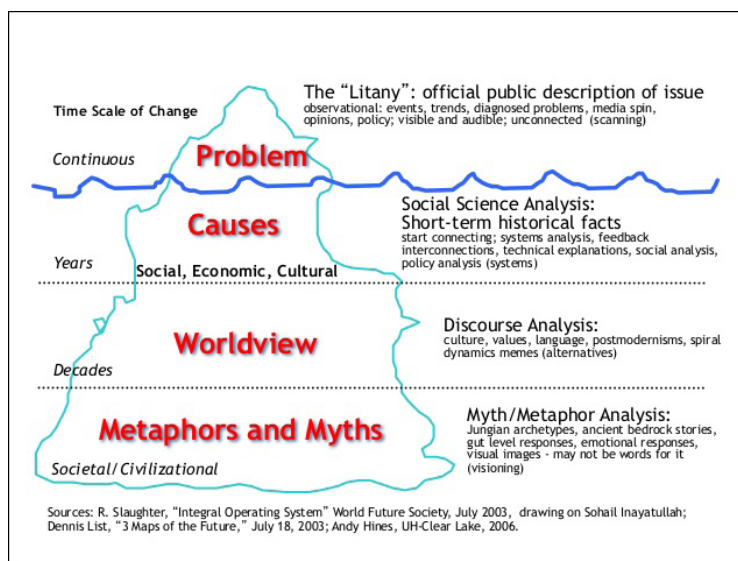 The “Litany”: official public description of issue
observational: events, trends, diagnosed problems, media spin,
opinions, policy; visible and audible; unconnected (scanning)
Time Scale of Change
Continuous
Problem
Causes
Social Science Analysis:
Short-term historical facts
start connecting; systems analysis, feedback
interconnections, technical explanations, social analysis,
policy analysis (systems)
Years
Social, Economic, Cultural
Worldview
Discourse Analysis:
culture, values, language, postmodernisms, spiral
dynamics memes (alternatives)
Decades
Metaphors and Myths
Myth/Metaphor Analysis:
Jungian archetypes, ancient bedrock stories,
gut level responses, emotional responses,
visual images - may not be words for it
(visioning)
Societal/Civilizational
Sources: R. Slaughter, “Integral Operating System” World Future Society, July 2003, drawing on Sohail Inayatullah;
Dennis List, “3 Maps of the Future,” July 18, 2003; Andy Hines, UH-Clear Lake, 2006.